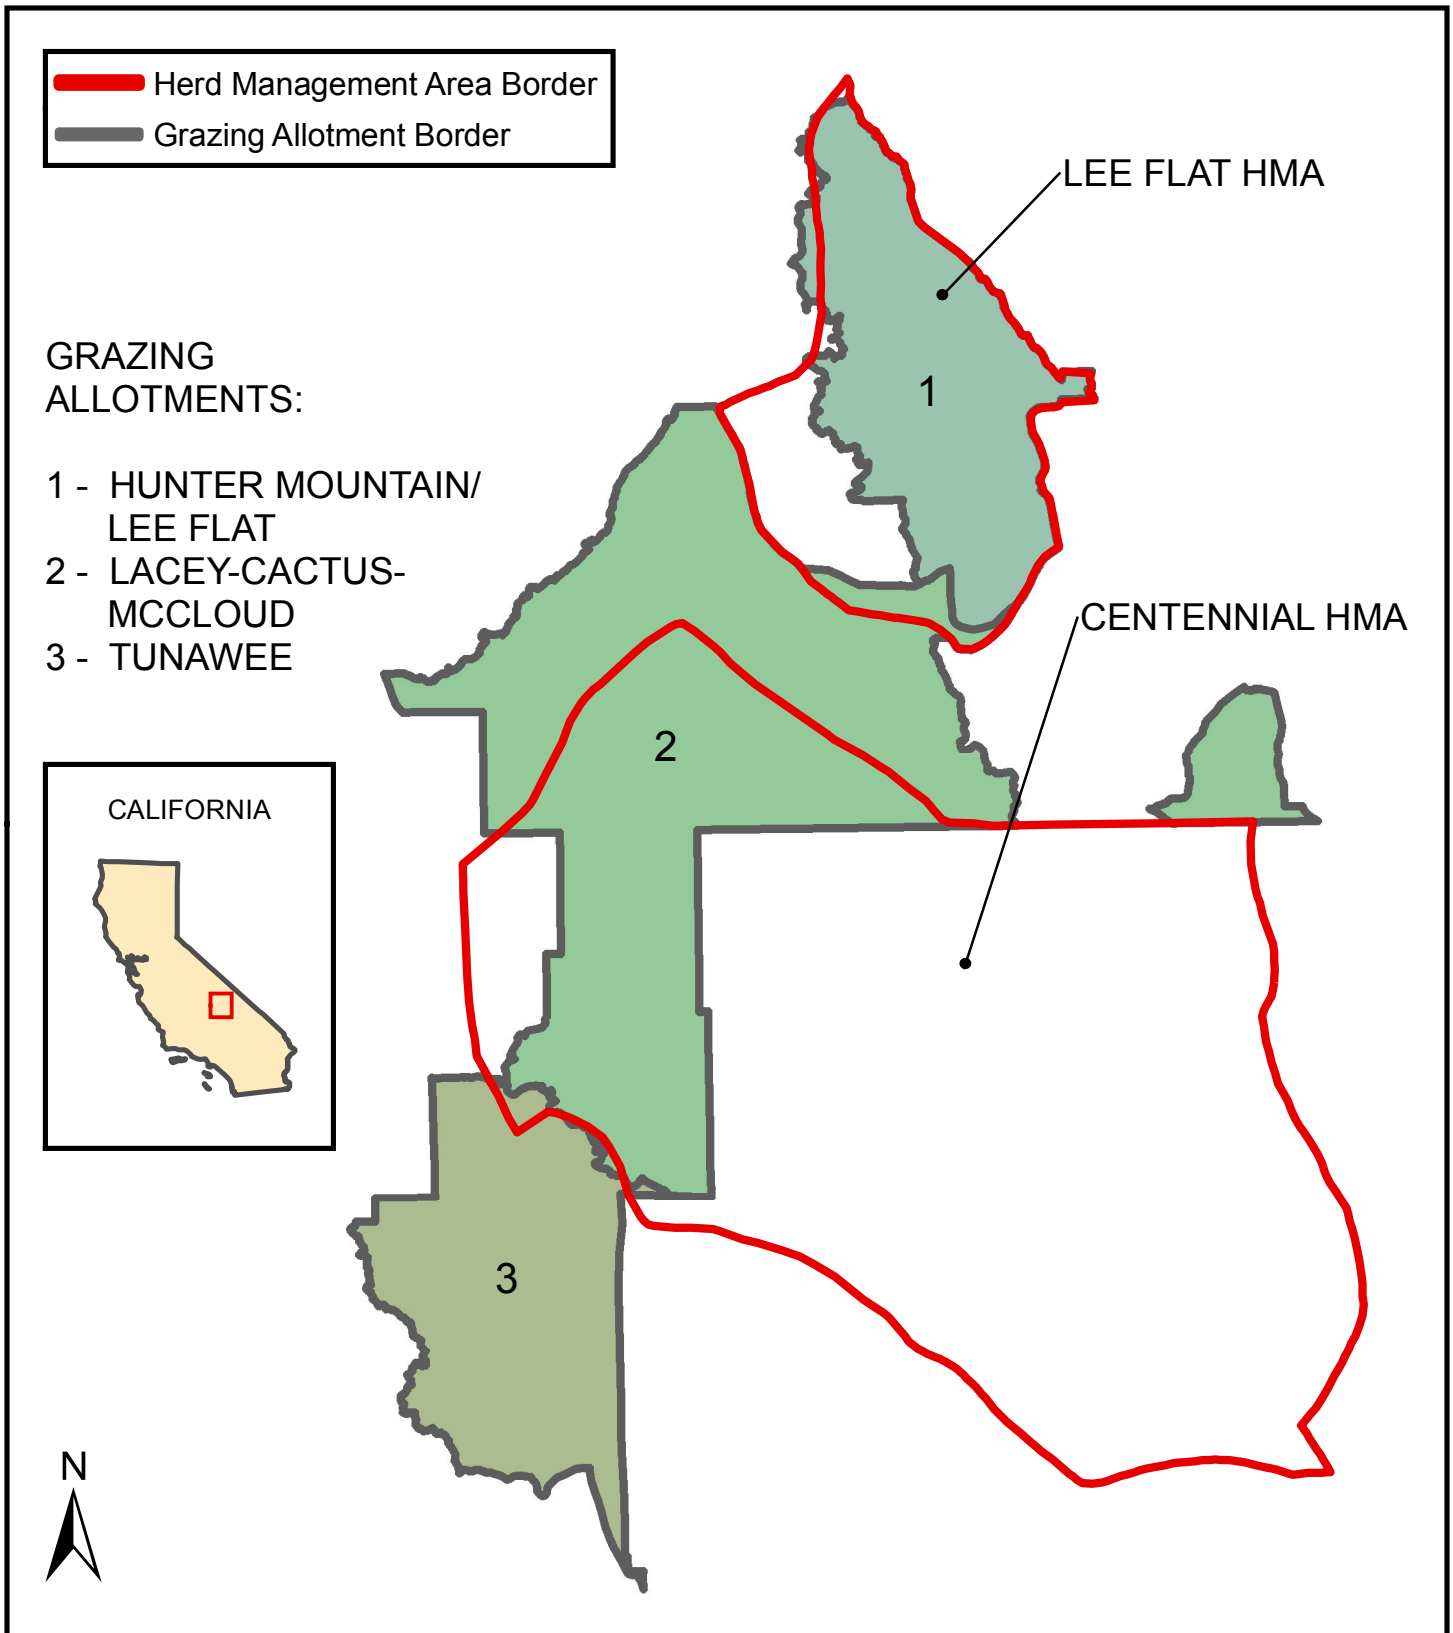 Herd Management Area Border
Grazing Allotment Border
LEE FLAT HMA
GRAZING
ALLOTMENTS:
1 - HUNTER MOUNTAIN/
LEE FLAT
2 - LACEY-CACTUS-
MCCLOUD
3 - TUNAWEE
1
CENTENNIAL HMA
2
CALIFORNIA
3
N